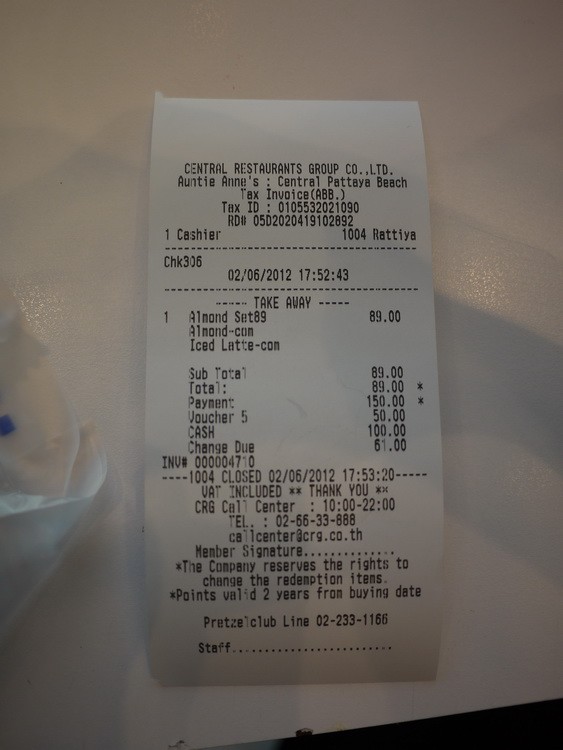 CENTRAL RESTAURANTS GROUP CO.,LTD.
Auntie Anne's : Central Pattaya Beach
Tax Invoice(ABB.)
Tax ID : 0105532021090
RD# 05D2020419102892
1 Cashier 1004 Rattiya
Chk306
02/06/2012 17:52:43
------ TAKE AWAY -----
1 Almond Set89 89.00
Almond-com
Iced Latte-com
Sub Total 89.00
Total: 89.00 *
Payment 150.00 *
Voucher 5 50.00
CASH 100.00
Change Due 61.00
INV# 000004710
----1004 CLOSED 02/06/2012 17:53:20-----
VAT INCLUDED ** THANK YOU **
CRG Call Center : 10:00-22:00
TEL. : 02-66-33-888
callcenter@crg.co.th
Member Signature..............
*The Company reserves the rights to
change the redemption items.
*Points valid 2 years from buying date
Pretzelclub Line 02-233-1166
Staff.........................